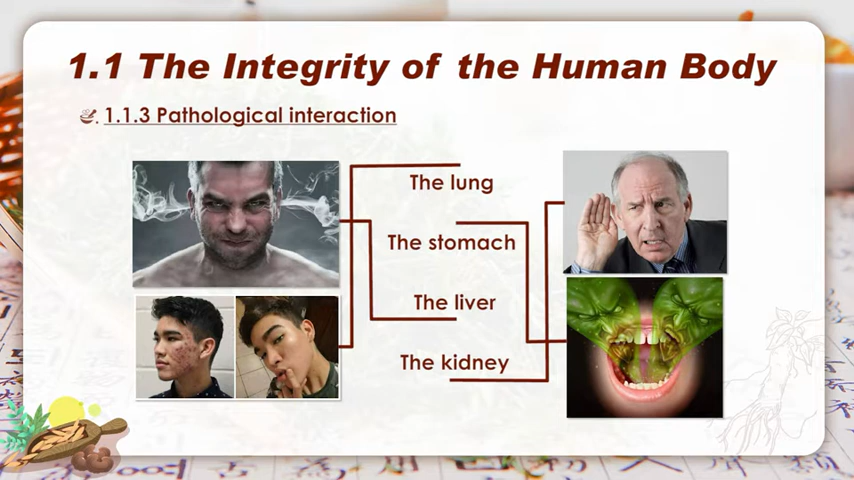 1.1 The Integrity of the Human Body
1.1.3 Pathological interaction
The lung
The stomach
The liver
The kidney